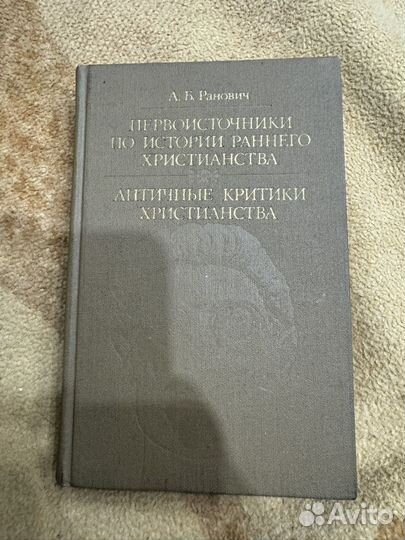 А. Б. Ранович
ПЕРВОИСТОЧНИКИ
ПО ИСТОРИИ РАННЕГО
ХРИСТИАНСТВА
АНТИЧНЫЕ КРИТИКИ
ХРИСТИАНСТВА
Avito